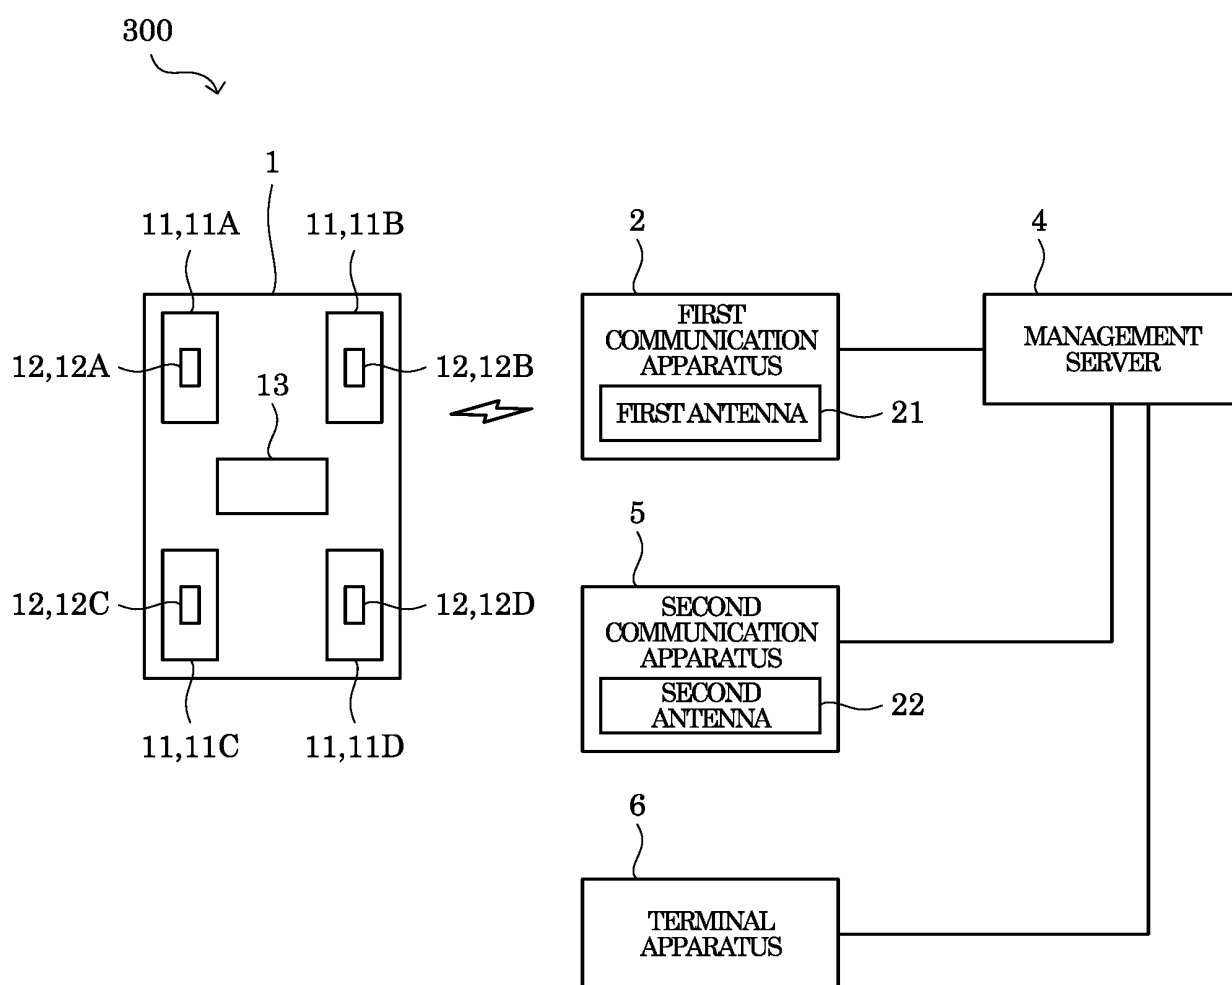 300
1
11,11A
11,11B
2
4
FIRST
COMMUNICATION
APPARATUS
MANAGEMENT
SERVER
12,12A
12,12B
13
FIRST ANTENNA
21
5
12,12C
12,12D
SECOND
COMMUNICATION
APPARATUS
SECOND
ANTENNA
22
11,11C
11,11D
6
TERMINAL
APPARATUS